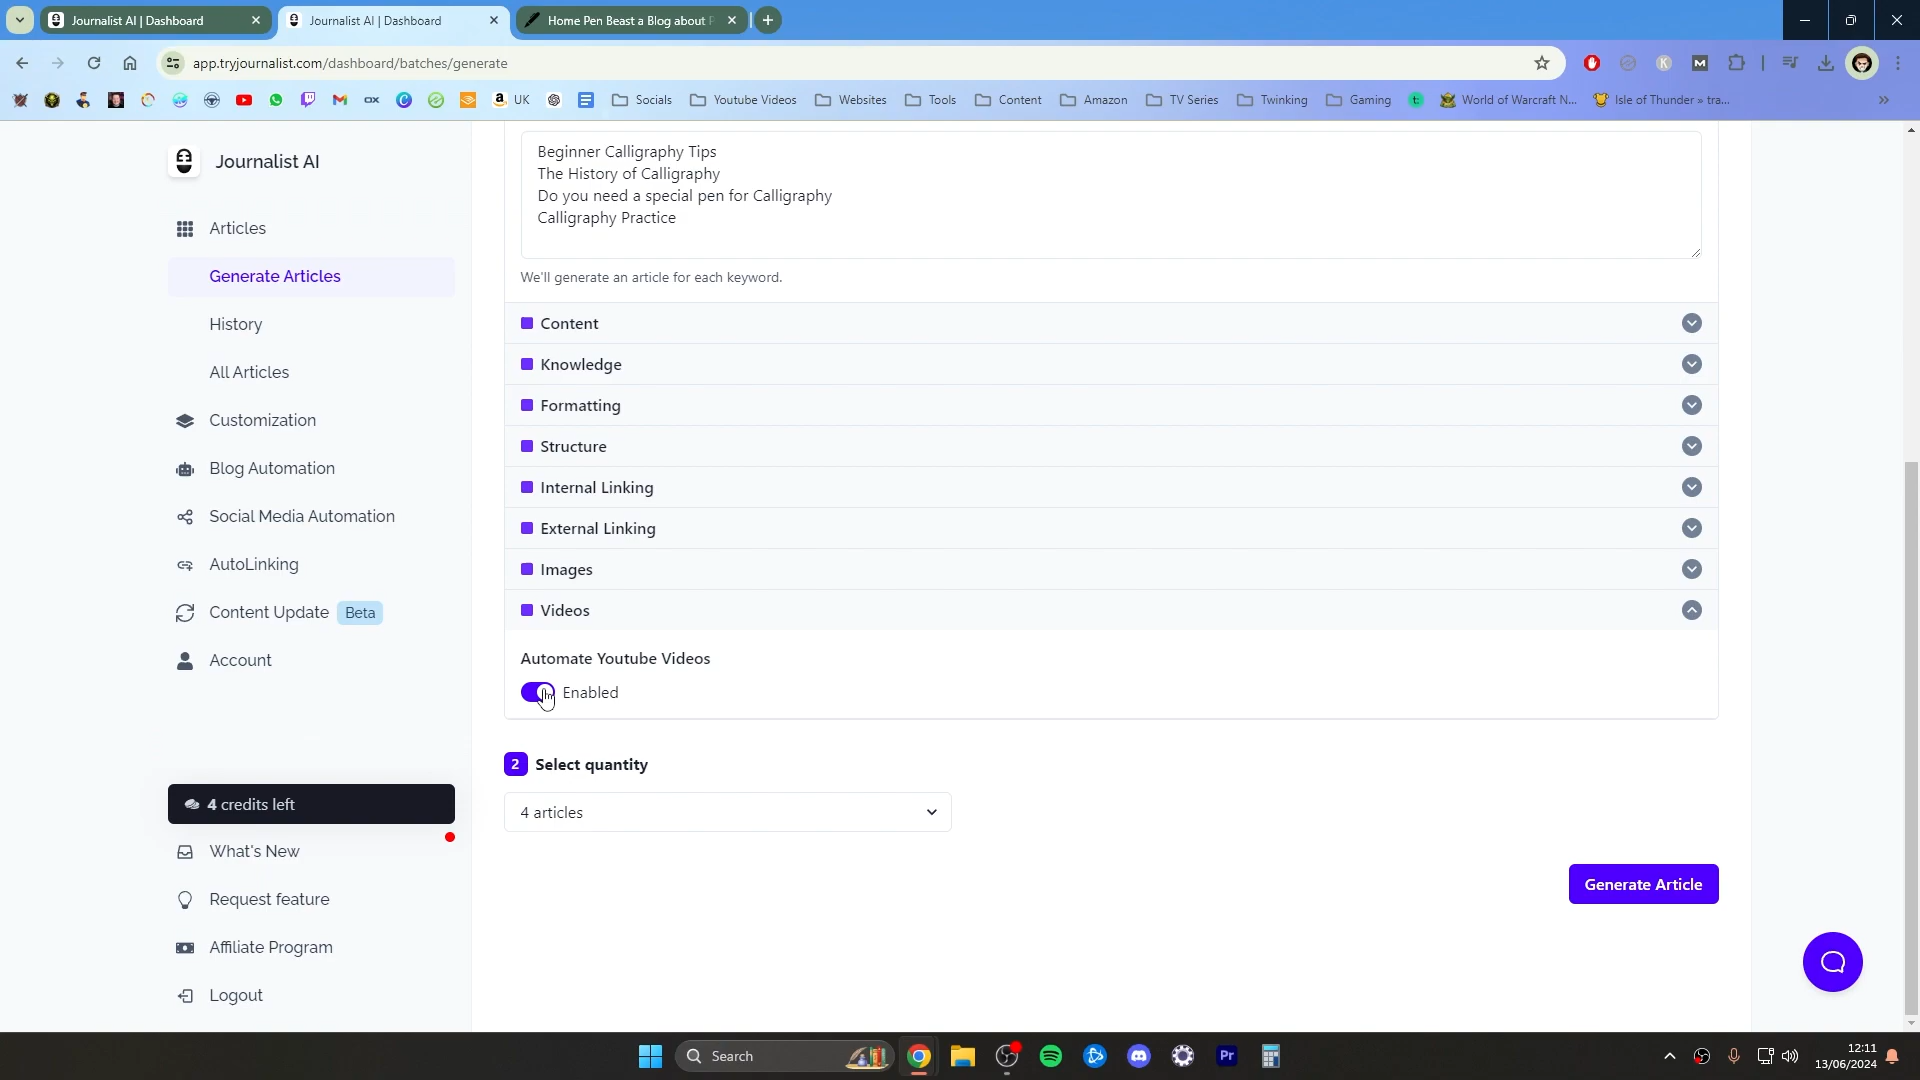 Journalist AI | Dashboard
Journalist AI | Dashboard
Home Pen Beast a Blog about P
app.tryjournalist.com/dashboard/batches/generate
UK
Socials
Youtube Videos
Websites
Tools
Content
Amazon
TV Series
Twinking
Gaming
World of Warcraft N...
Isle of Thunder » tra...
Journalist AI
Articles
Generate Articles
History
All Articles
Customization
Blog Automation
Social Media Automation
AutoLinking
Content Update Beta
Account
4 credits left
What's New
Request feature
Affiliate Program
Logout
Beginner Calligraphy Tips
The History of Calligraphy
Do you need a special pen for Calligraphy
Calligraphy Practice
We'll generate an article for each keyword.
Content
Knowledge
Formatting
Structure
Internal Linking
External Linking
Images
Videos
Automate Youtube Videos
Enabled
2 Select quantity
4 articles
Generate Article
Search
12:11
13/06/2024